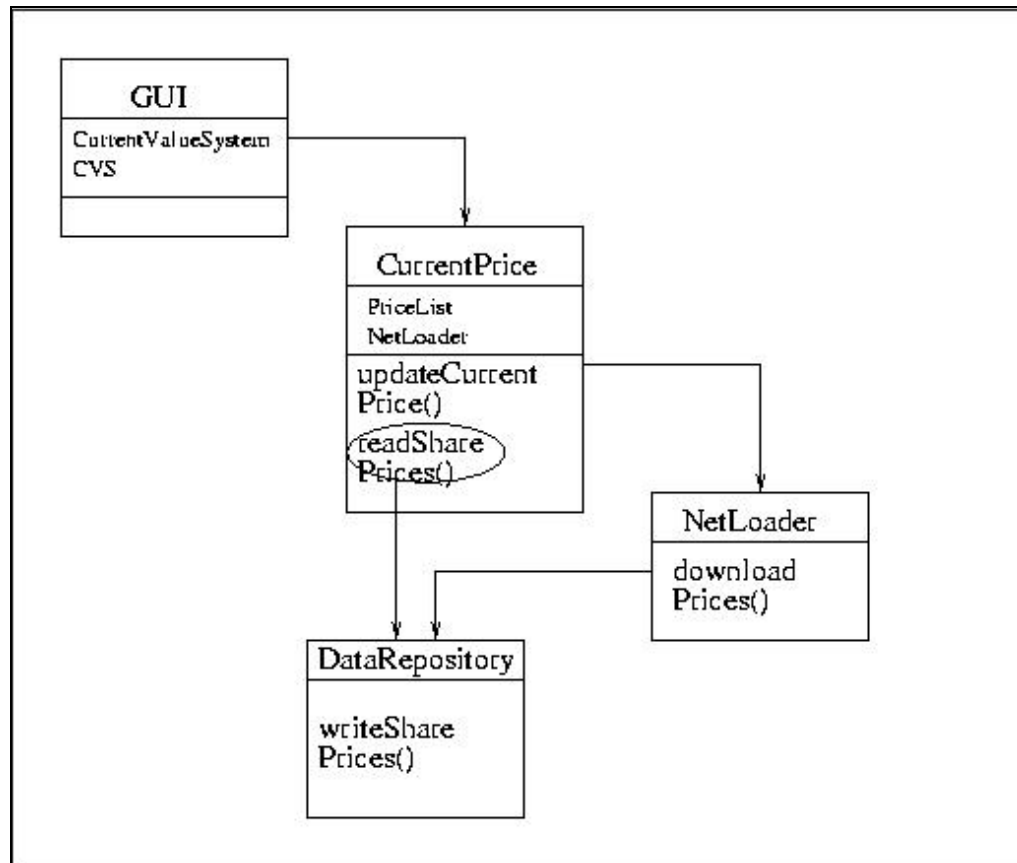 GUI
CurrentValueSystem
CVS
CurrentPrice
PriceList
NetLoader
updateCurrent
Price()
readShare
Prices()
NetLoader
download
Prices()
DataRepository
writeShare
Prices()